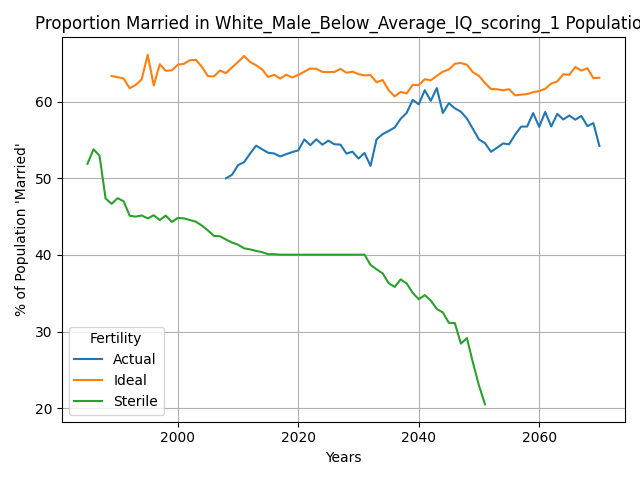 Proportion Married in White_Male_Below_Average_IQ_scoring_1 Populatio
60
50
40
30
20
% of Population 'Married'
Fertility
Actual
Ideal
Sterile
2000 2020 2040 2060
Years